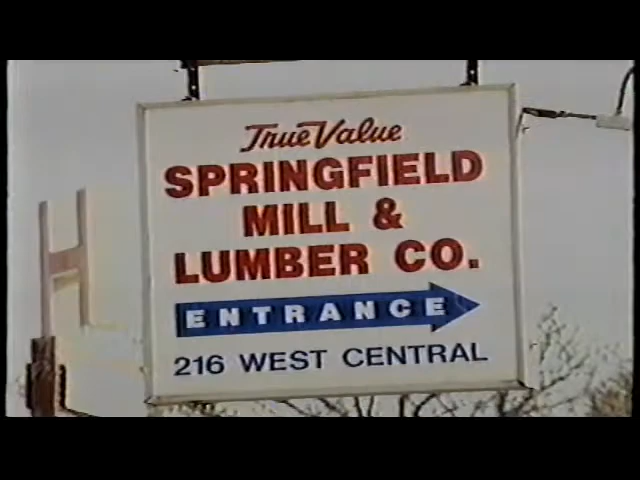 True Value
SPRINGFIELD
MILL &
LUMBER CO.
ENTRANCE
216 WEST CENTRAL
H